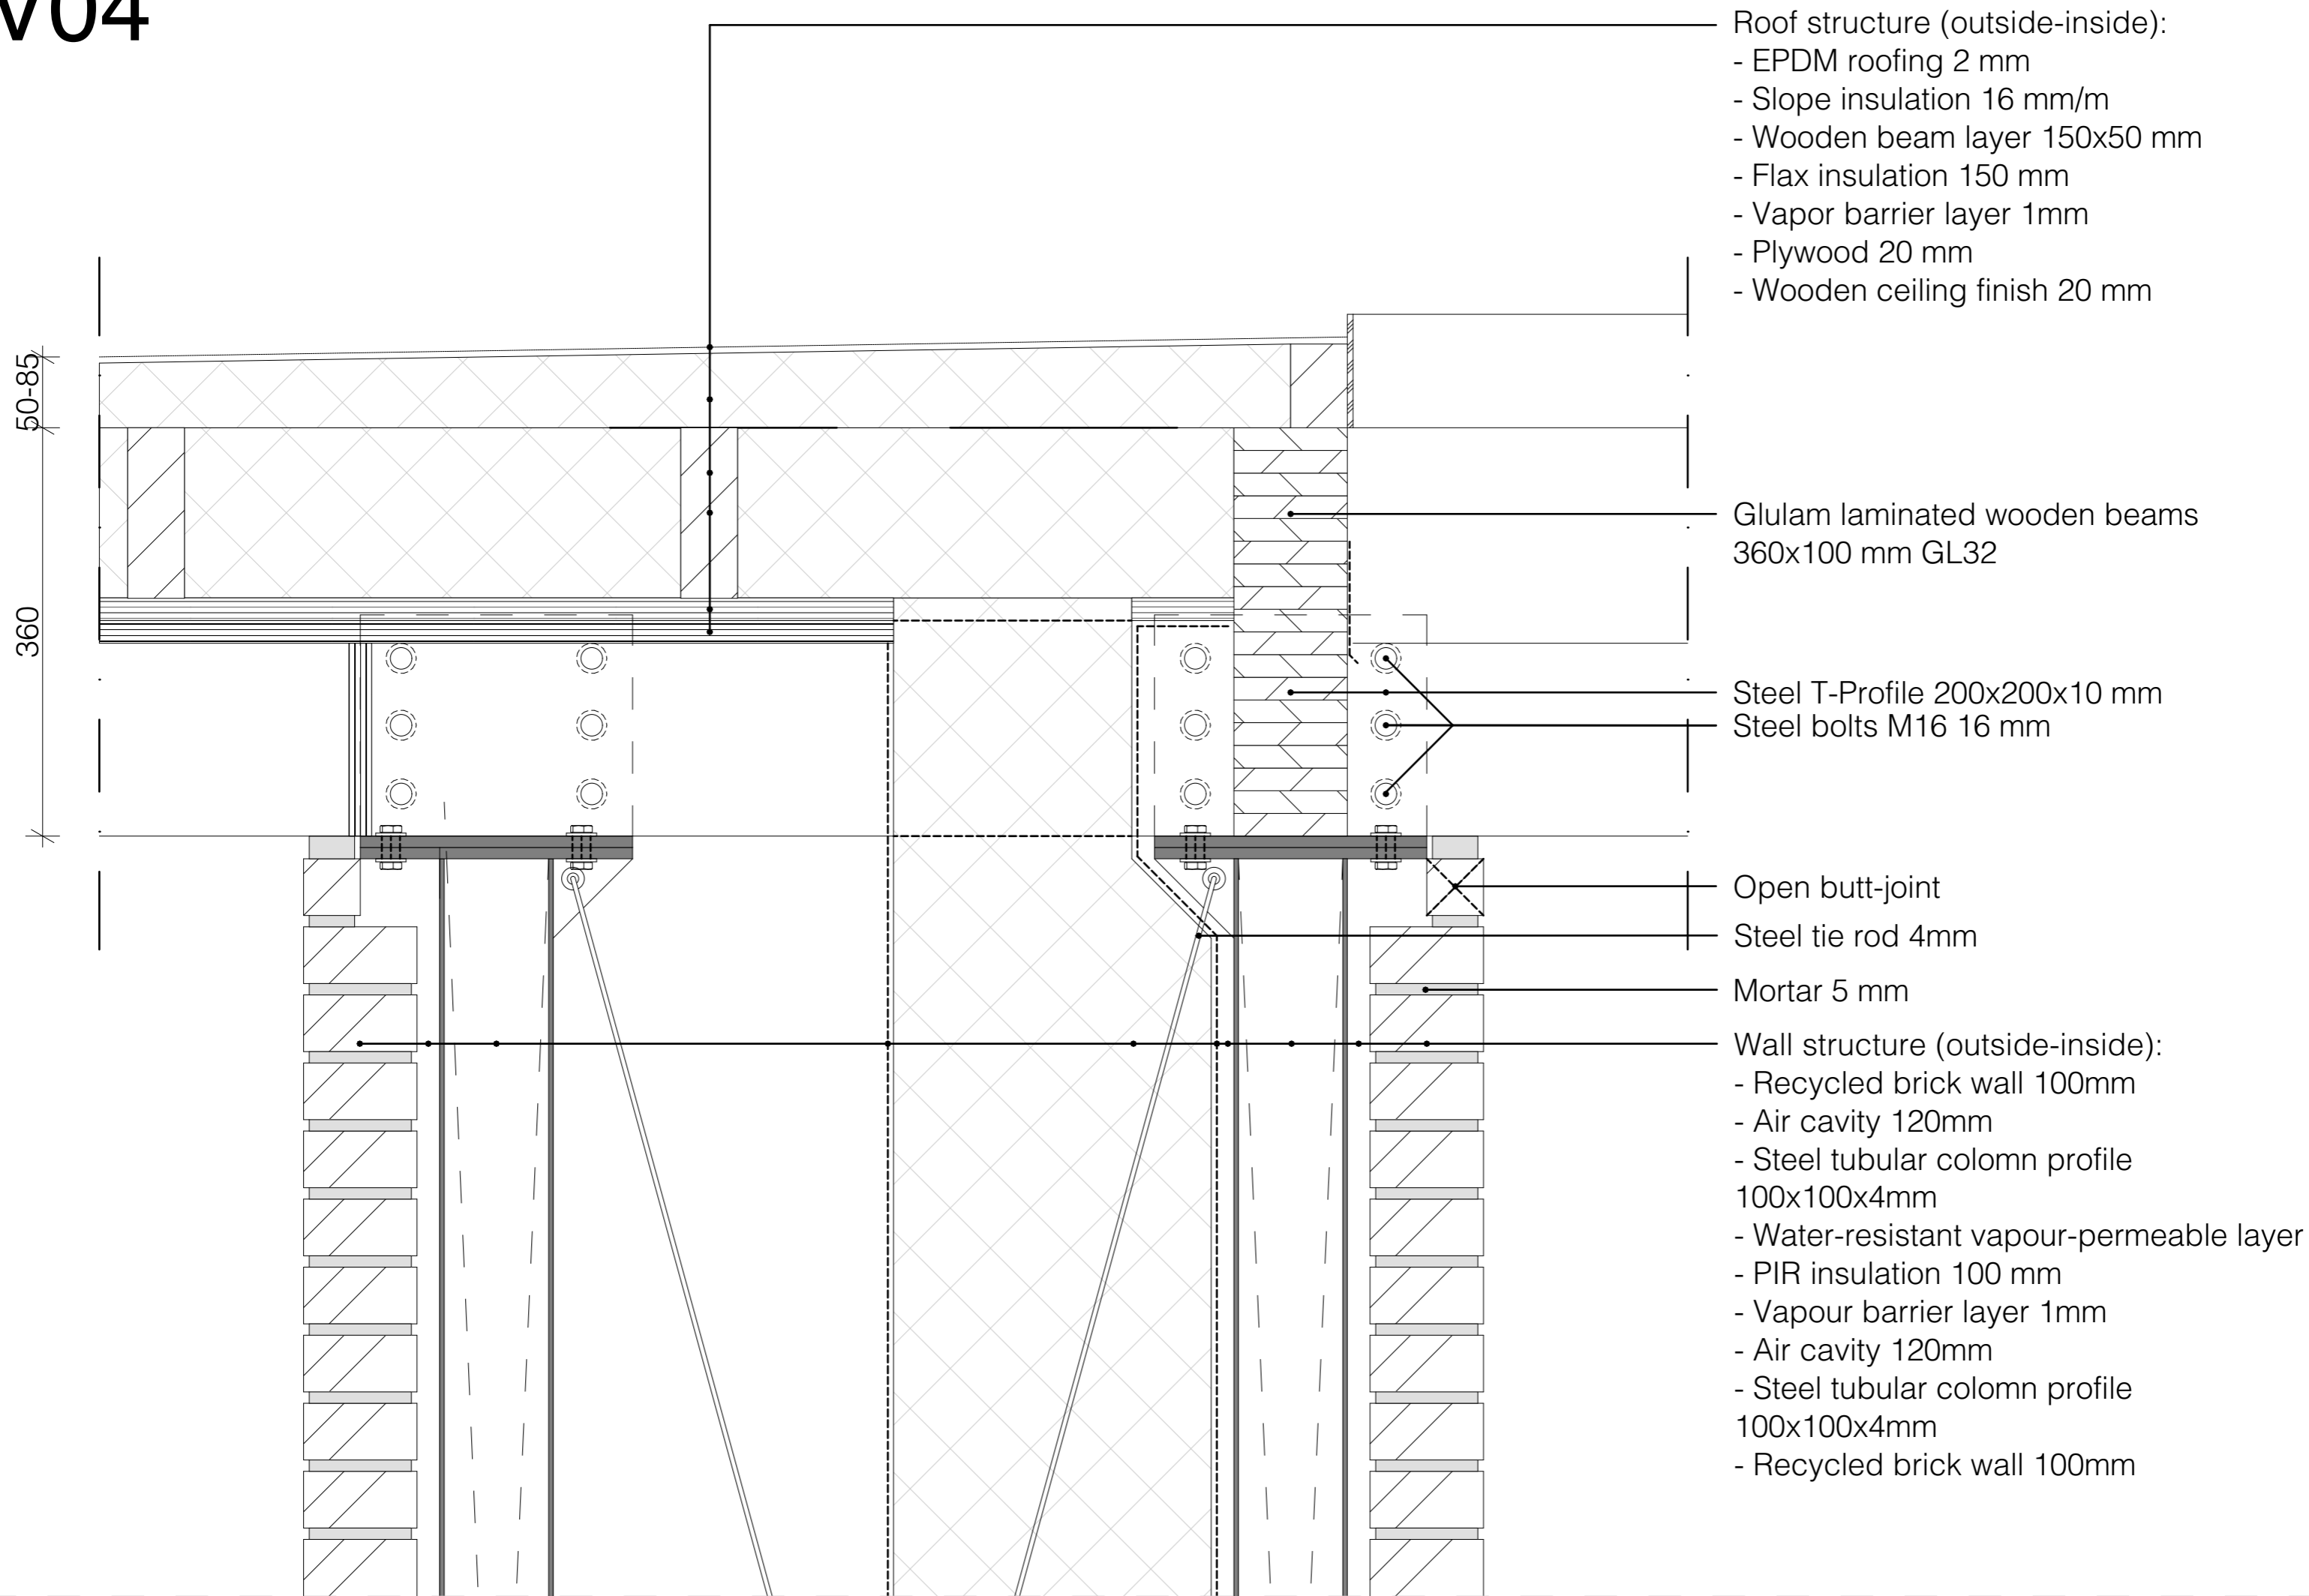 V04
Roof structure (outside-inside):
- EPDM roofing 2 mm
- Slope insulation 16 mm/m
- Wooden beam layer 150x50 mm
- Flax insulation 150 mm
- Vapor barrier layer 1mm
- Plywood 20 mm
- Wooden ceiling finish 20 mm
50-85
360
Glulam laminated wooden beams
360x100 mm GL32
Steel T-Profile 200x200x10 mm
Steel bolts M16 16 mm
Open butt-joint
Steel tie rod 4mm
Mortar 5 mm
Wall structure (outside-inside):
- Recycled brick wall 100mm
- Air cavity 120mm
- Steel tubular colomn profile
100x100x4mm
- Water-resistant vapour-permeable layer
- PIR insulation 100 mm
- Vapour barrier layer 1mm
- Air cavity 120mm
- Steel tubular colomn profile
100x100x4mm
- Recycled brick wall 100mm